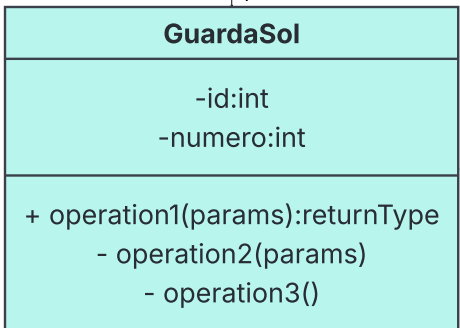 GuardaSol
-id:int
-numero:int
+ operation1(params):returnType
- operation2(params)
- operation3()